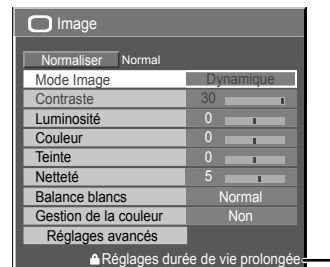 Image
Normaliser Normal
Mode Image Dynamique
Contraste 30
Luminosité 0
Couleur 0
Teinte 0
Netteté 5
Balance blancs Normal
Gestion de la couleur Non
Réglages avancés
Réglages durée de vie prolongée